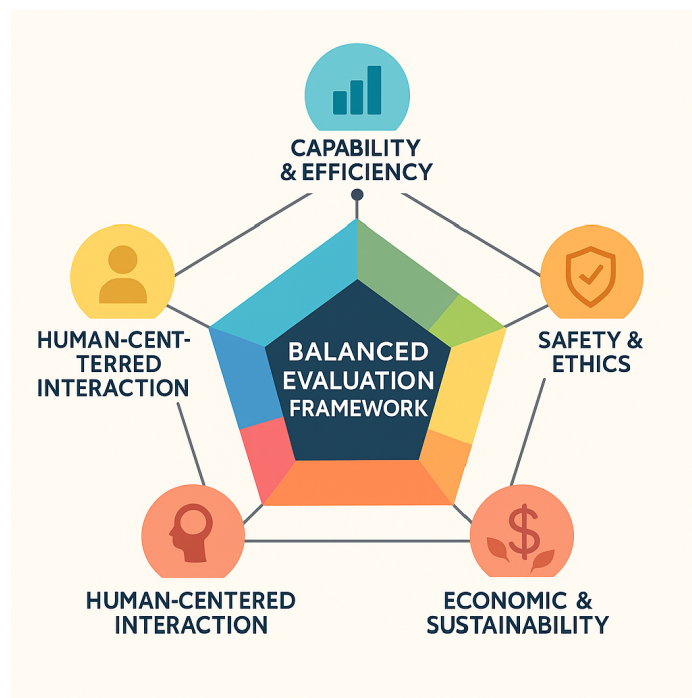 CAPABILITY
& EFFICIENCY
HUMAN-CENT-
TERRED
INTERACTION
SAFETY &
ETHICS
BALANCED
EVALUATION
FRAMEWORK
$
HUMAN-CENTERED
INTERACTION
ECONOMIC &
SUSTAINABILITY